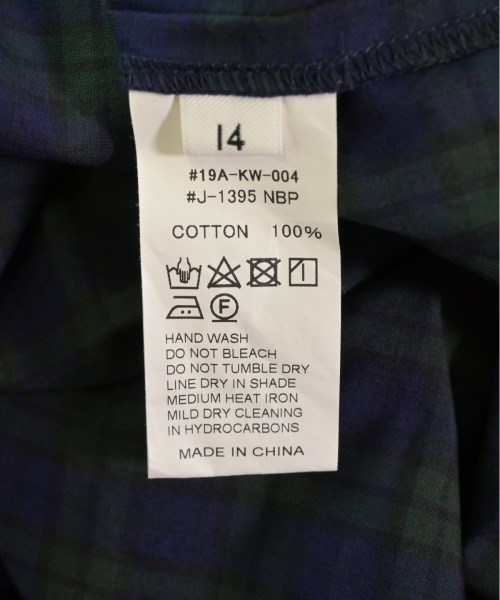 14
#19A-KW-004
#J-1395 NBP
COTTON 100%
F
HAND WASH
DO NOT BLEACH
DO NOT TUMBLE DRY
LINE DRY IN SHADE
MEDIUM HEAT IRON
MILD DRY CLEANING
IN HYDROCARBONS
MADE IN CHINA